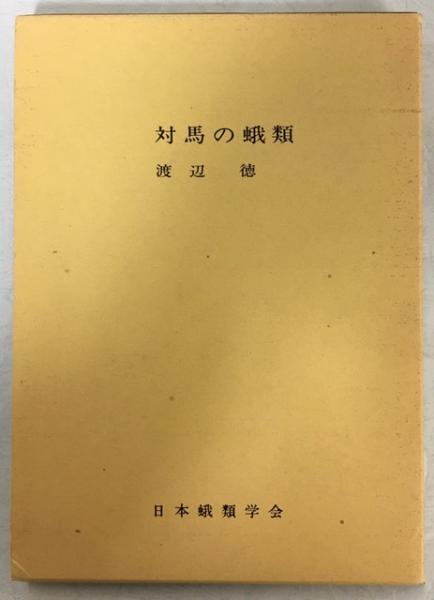 対馬の蛾類
渡辺 徳
日本蛾類学会